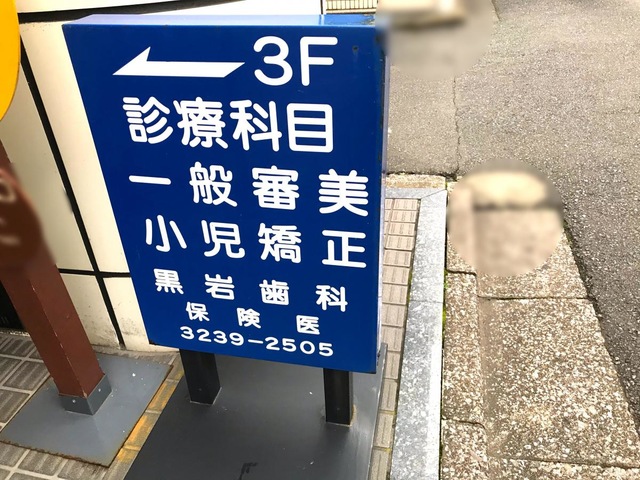 ← 3F
診療科目
一般審美
小児矯正
黒岩歯科
保険医
3239-2505